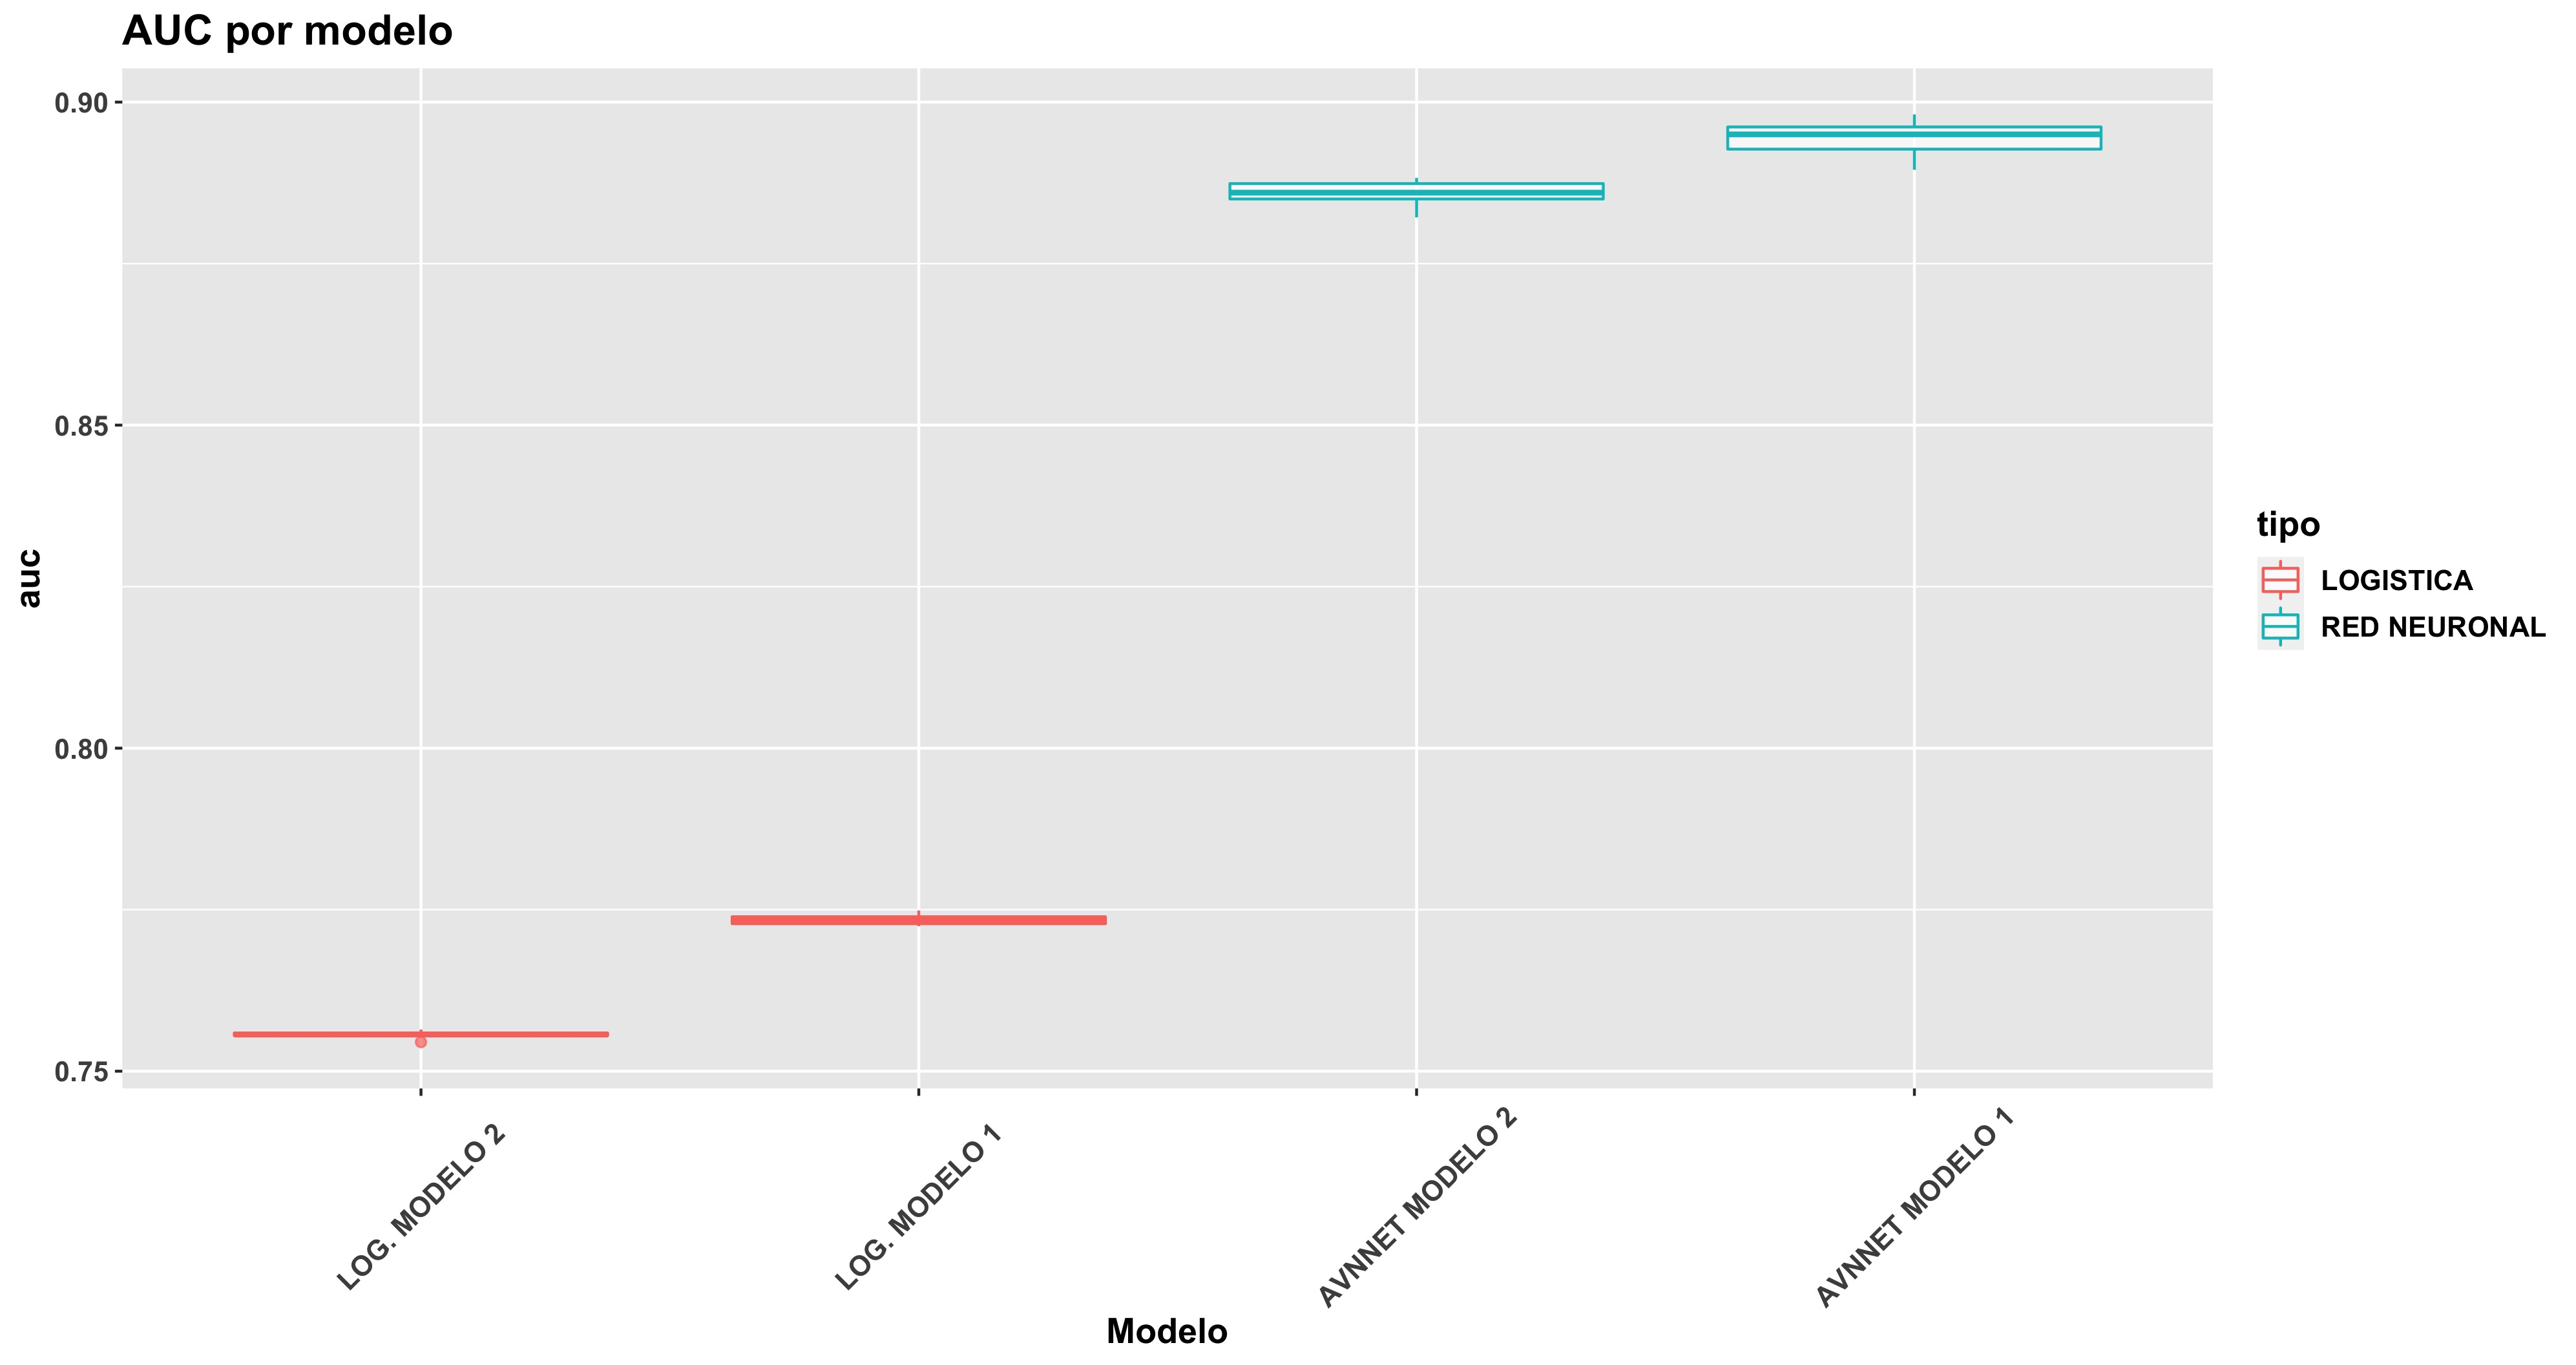 AUC por modelo
0.90
0.85
0.80
0.75
auc
LOG. MODELO 2
LOG. MODELO 1
AVNNET MODELO 2
AVNNET MODELO 1
Modelo
tipo
LOGISTICA
RED NEURONAL